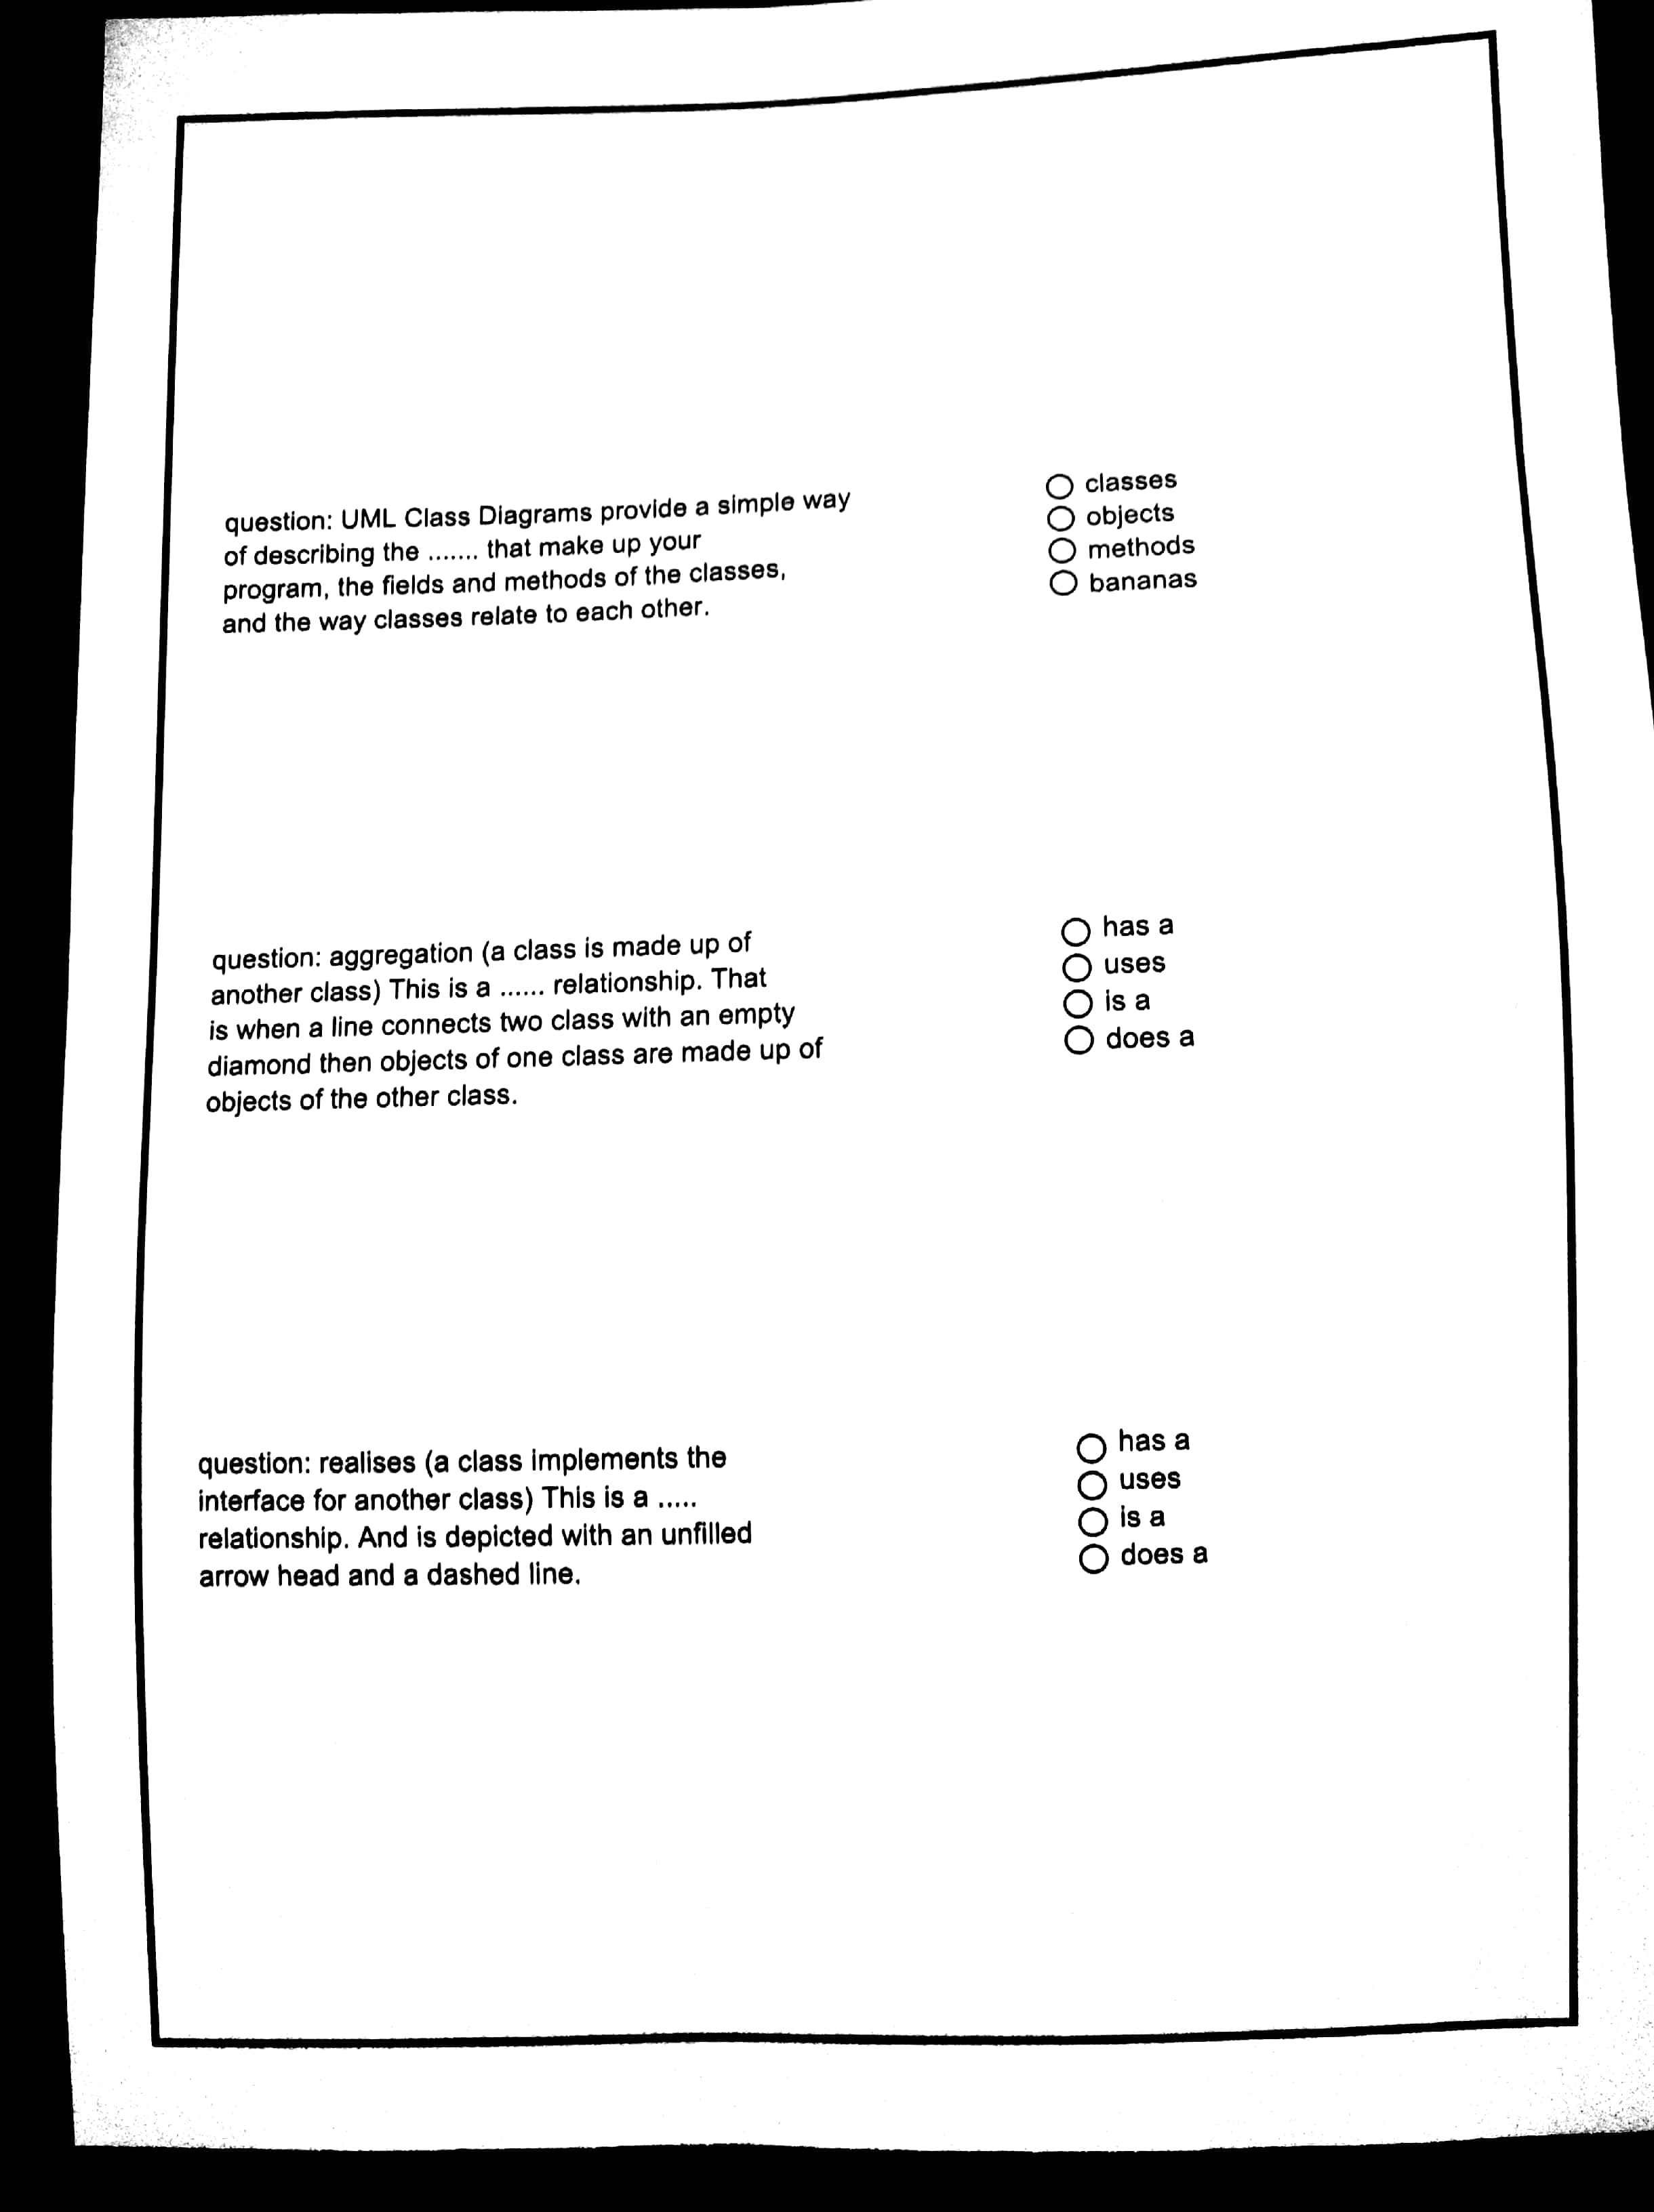 question: UML Class Diagrams provide a simple way
of describing the ....... that make up your
program, the fields and methods of the classes,
and the way classes relate to each other.
classes
objects
methods
bananas
question: aggregation (a class is made up of
another class) This is a ...... relationship. That
is when a line connects two class with an empty
diamond then objects of one class are made up of
objects of the other class.
has a
uses
is a
does a
question: realises (a class implements the
interface for another class) This is a .....
relationship. And is depicted with an unfilled
arrow head and a dashed line.
has a
uses
is a
does a